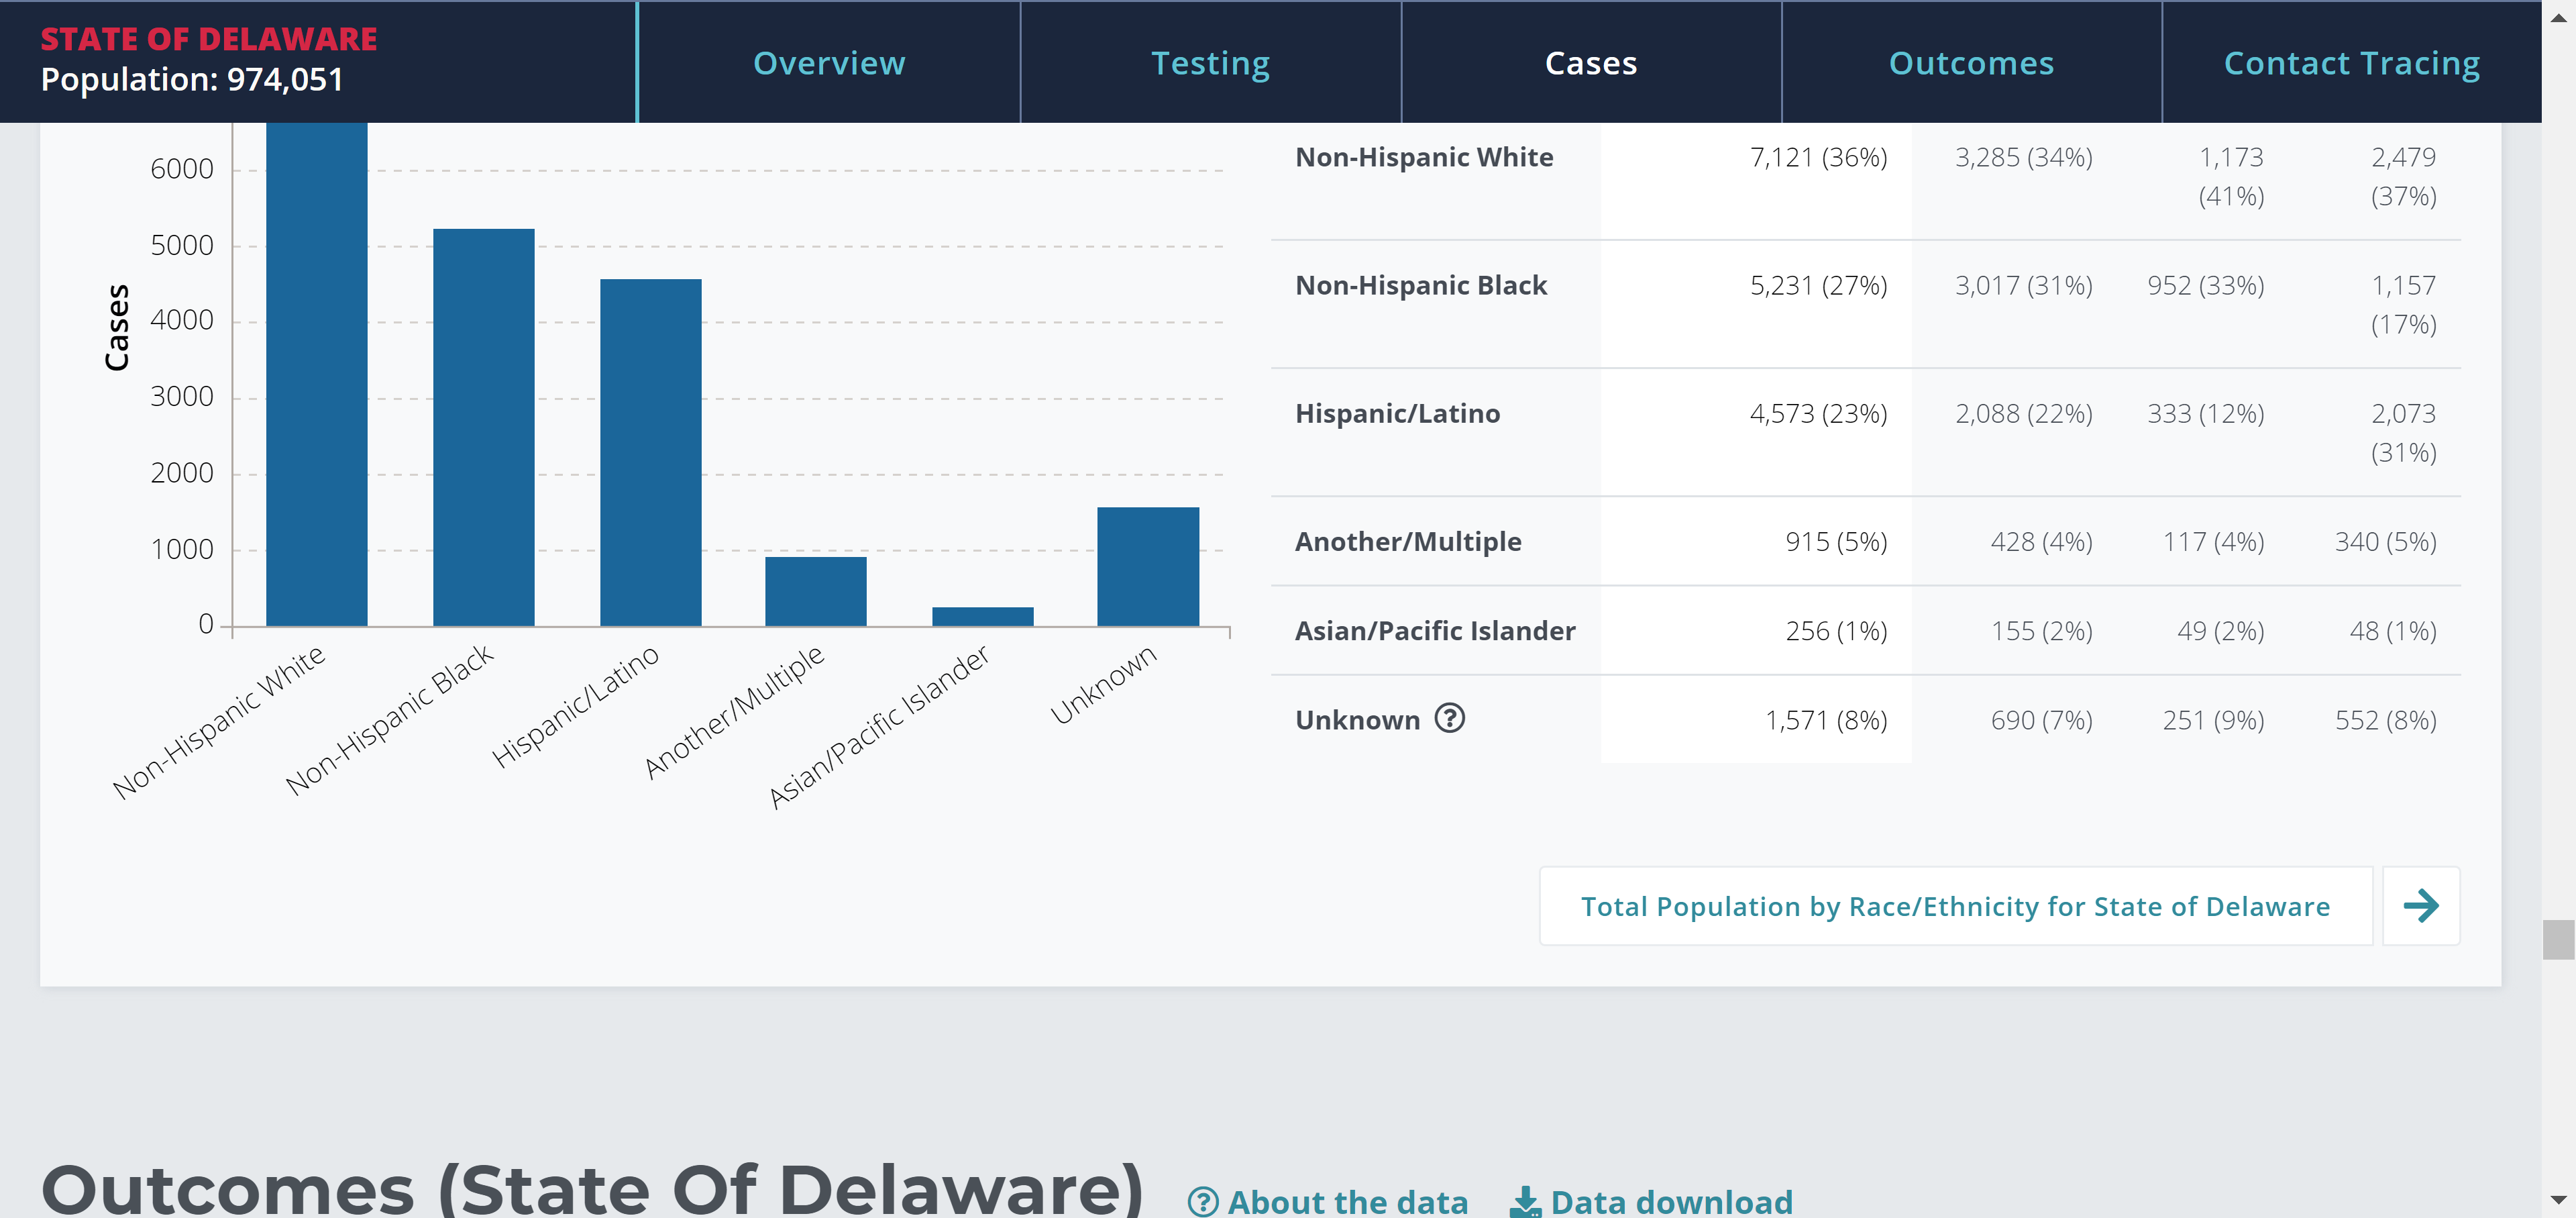 STATE OF DELAWARE
Population: 974,051
Overview
Testing
Cases
Outcomes
Contact Tracing
Cases
6000
5000
4000
3000
2000
1000
0
Non-Hispanic White
Non-Hispanic Black
Hispanic/Latino
Another/Multiple
Asian/Pacific Islander
Unknown
Non-Hispanic White 7,121 (36%) 3,285 (34%) 1,173 2,479
(41%) (37%)
Non-Hispanic Black 5,231 (27%) 3,017 (31%) 952 (33%) 1,157
(17%)
Hispanic/Latino 4,573 (23%) 2,088 (22%) 333 (12%) 2,073
(31%)
Another/Multiple 915 (5%) 428 (4%) 117 (4%) 340 (5%)
Asian/Pacific Islander 256 (1%) 155 (2%) 49 (2%) 48 (1%)
Unknown ? 1,571 (8%) 690 (7%) 251 (9%) 552 (8%)
Total Population by Race/Ethnicity for State of Delaware
Outcomes (State Of Delaware) ? About the data Data download